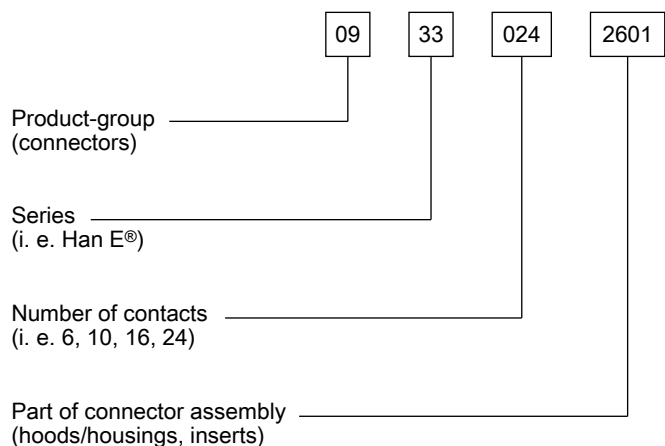 09 33 024 2601
Product-group
(connectors)
Series
(i. e. Han E®)
Number of contacts
(i. e. 6, 10, 16, 24)
Part of connector assembly
(hoods/housings, inserts)